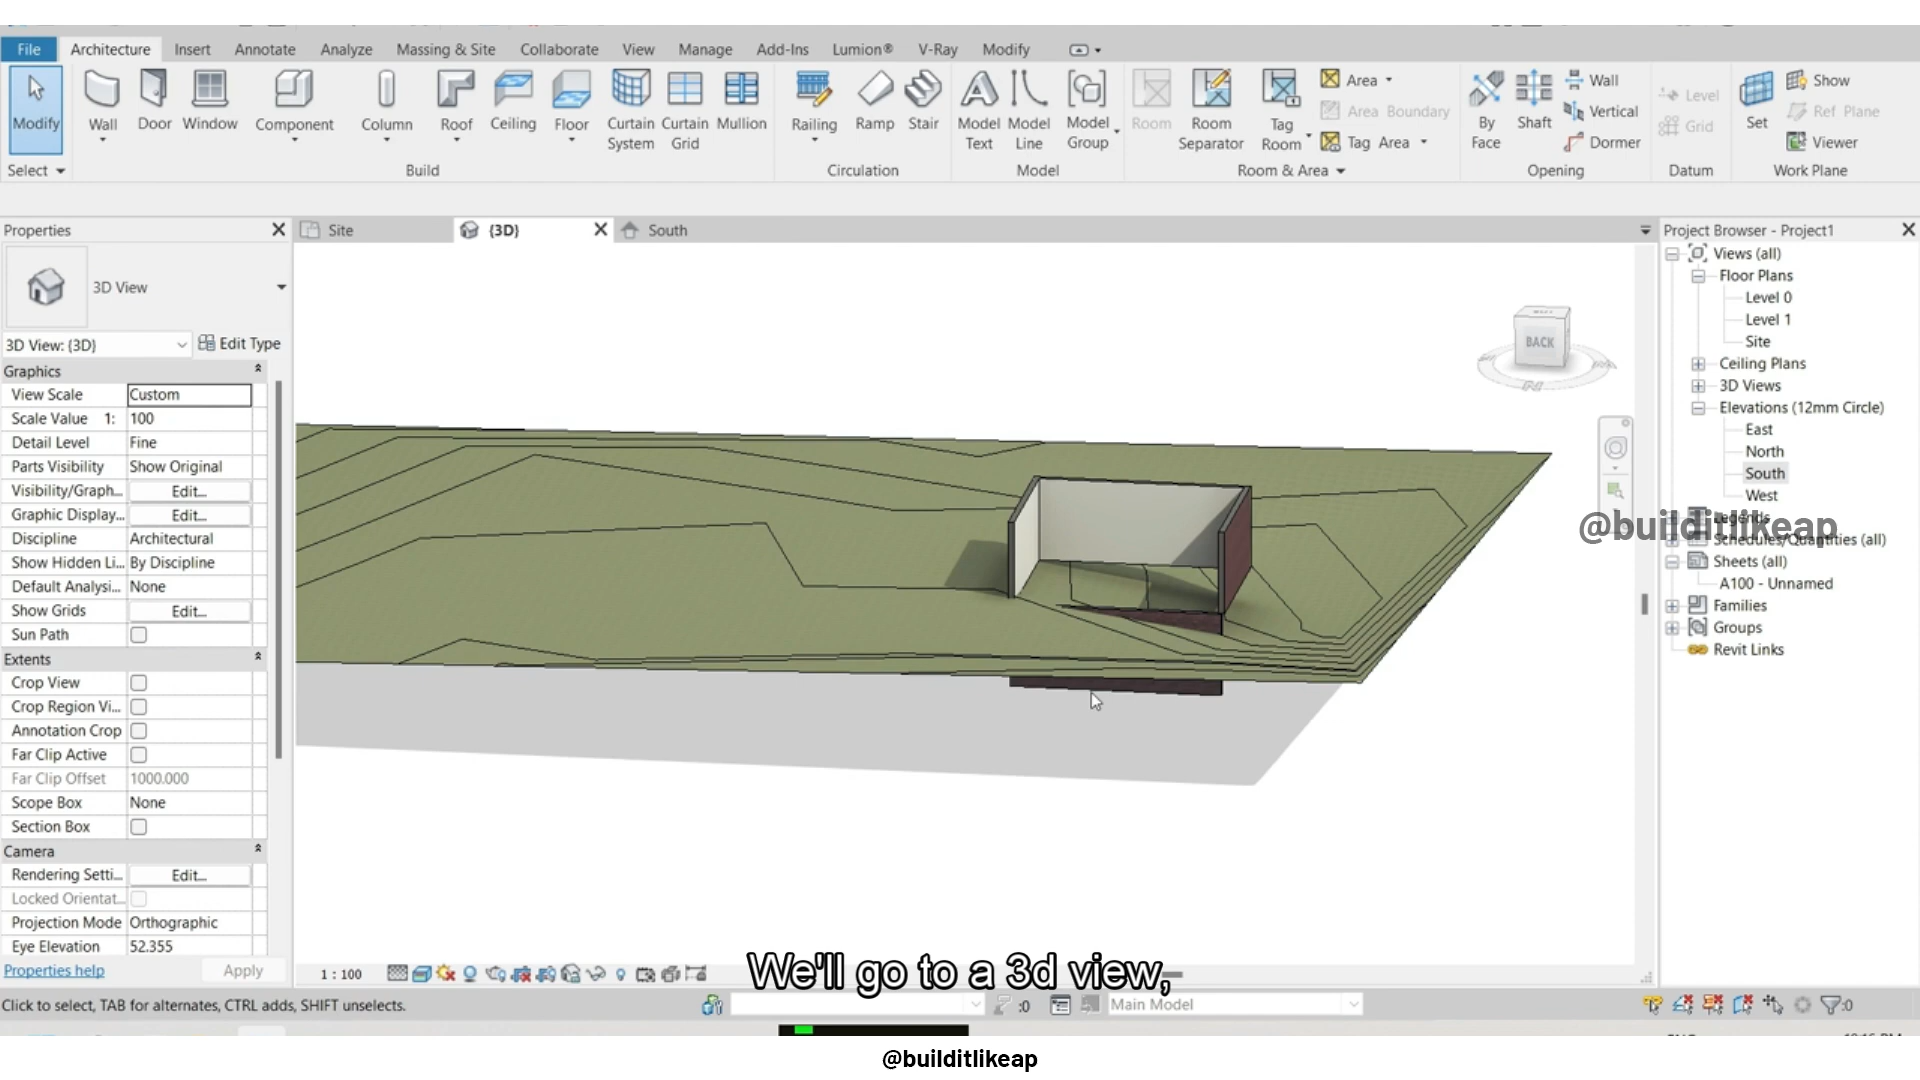 File Architecture Insert Annotate Analyze Massing & Site Collaborate View Manage Add-Ins Lumion® V-Ray Modify
Modify Wall Door Window Component Column Roof Ceiling Floor Curtain System Curtain Grid Mullion Railing Ramp Stair Model Text Model Line Model Group Room Room Separator Tag Room By Face Shaft Set
Area Wall Show
Area Boundary Vertical Level Ref Plane
Tag Area Dormer Grid Viewer
Select Build Circulation Model Room & Area Opening Datum Work Plane
Properties
Site {3D} South
Project Browser - Project1
3D View
3D View: {3D} Edit Type
Graphics
View Scale Custom
Scale Value 1: 100
Detail Level Fine
Parts Visibility Show Original
Visibility/Graph... Edit...
Graphic Display... Edit...
Discipline Architectural
Show Hidden Li... By Discipline
Default Analysi... None
Show Grids Edit...
Sun Path
Extents
Crop View
Crop Region Vi...
Annotation Crop
Far Clip Active
Far Clip Offset 1000.000
Scope Box None
Section Box
Camera
Rendering Setti... Edit...
Locked Orientat...
Projection Mode Orthographic
Eye Elevation 52.355
Properties help Apply
BACK
Views (all)
Floor Plans
Level 0
Level 1
Site
Ceiling Plans
3D Views
Elevations (12mm Circle)
East
North
South
West
Legends
@builditlikeap
Schedules/Quantities (all)
Sheets (all)
A100 - Unnamed
Families
Groups
Revit Links
1 : 100
We'll go to a 3d view,
Click to select, TAB for alternates, CTRL adds, SHIFT unselects.
:0 Main Model :0
@builditlikeap